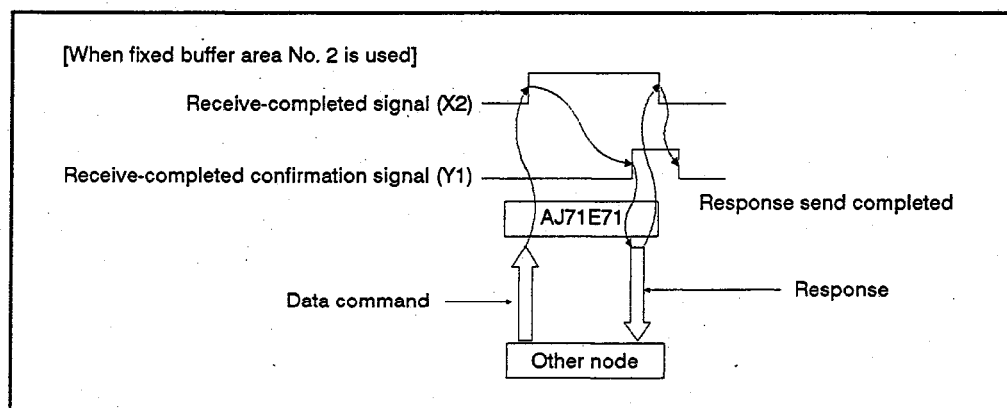 [When fixed buffer area No. 2 is used]
Receive-completed signal (X2)
Receive-completed confirmation signal (Y1)
Response send completed
AJ71E71
Data command
Response
Other node